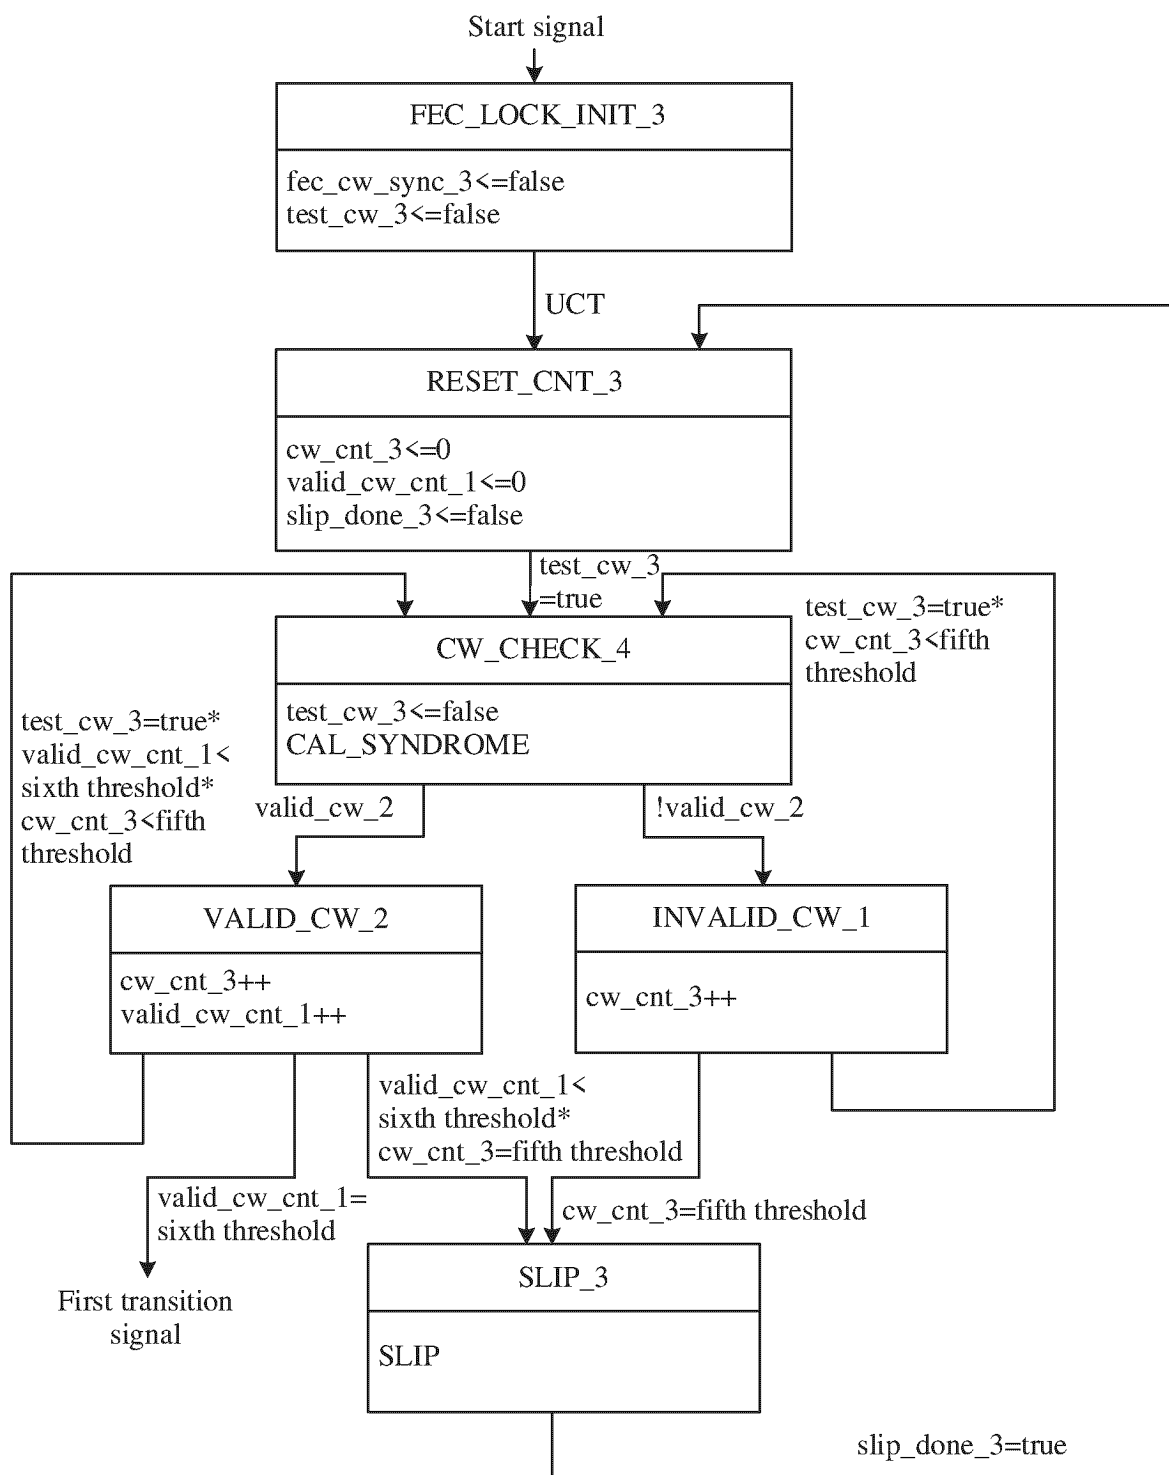 Start signal
FEC_LOCK_INIT_3
fec_cw_sync_3<=false
test_cw_3<=false
UCT
RESET_CNT_3
cw_cnt_3<=0
valid_cw_cnt_1<=0
slip_done_3<=false
test_cw_3
=true
test_cw_3=true*
cw_cnt_3<fifth
threshold
CW_CHECK_4
test_cw_3<=false
CAL_SYNDROME
test_cw_3=true*
valid_cw_cnt_1<
sixth threshold*
cw_cnt_3<fifth
threshold
valid_cw_2
!valid_cw_2
VALID_CW_2
cw_cnt_3++
valid_cw_cnt_1++
INVALID_CW_1
cw_cnt_3++
valid_cw_cnt_1<
sixth threshold*
cw_cnt_3=fifth threshold
valid_cw_cnt_1=
sixth threshold
cw_cnt_3=fifth threshold
First transition
signal
SLIP_3
SLIP
slip_done_3=true